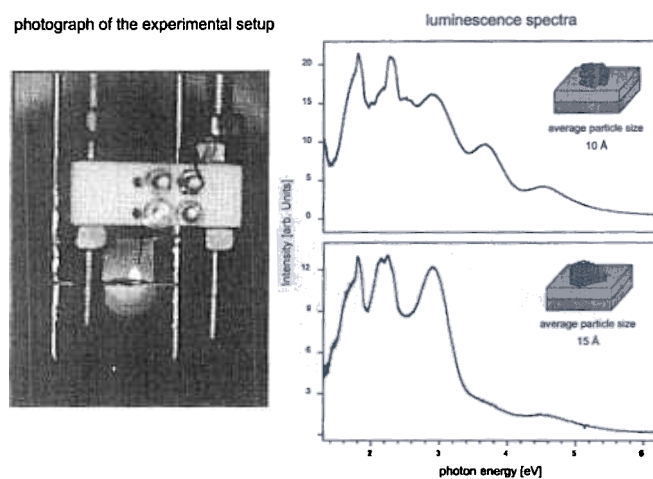 photograph of the experimental setup
luminescence spectra
Intensity [arb. Units]
20
15
10
5
0
average particle size
10 Å
12
9
6
3
average particle size
15 Å
2
3
4
5
6
photon energy [eV]